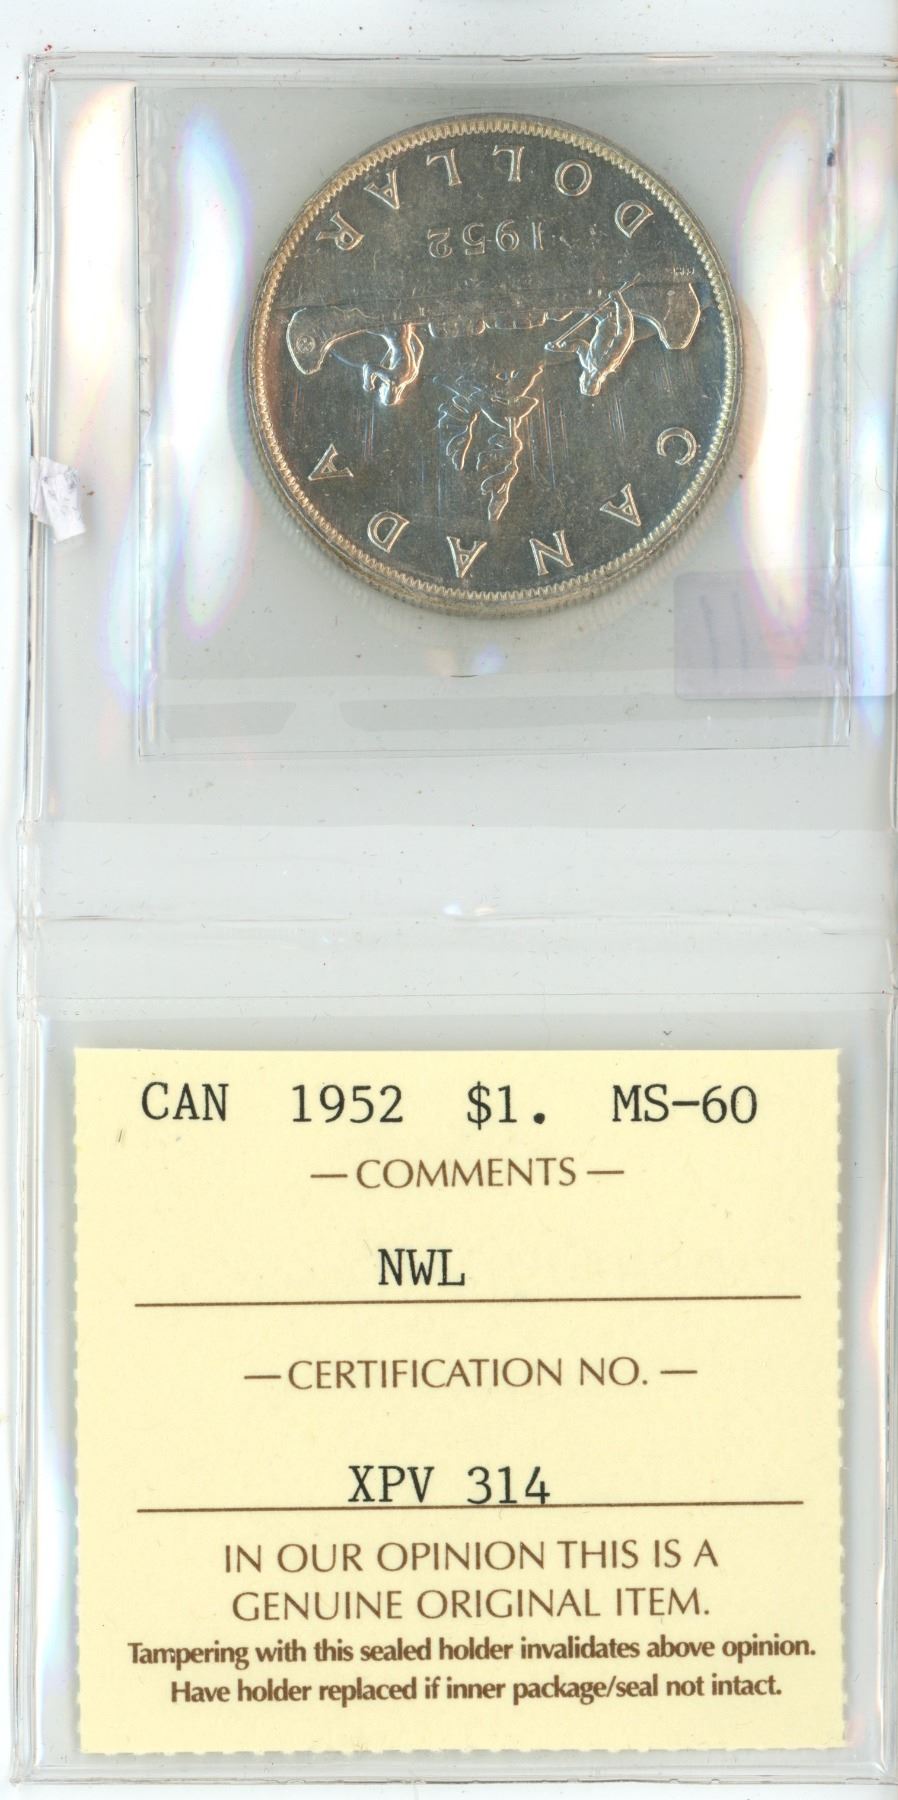 CANADA
1952
DOLLAR
CAN 1952 $1. MS-60
— COMMENTS —
NWL
— CERTIFICATION NO. —
XPV 314
IN OUR OPINION THIS IS A
GENUINE ORIGINAL ITEM.
Tampering with this sealed holder invalidates above opinion.
Have holder replaced if inner package/seal not intact.